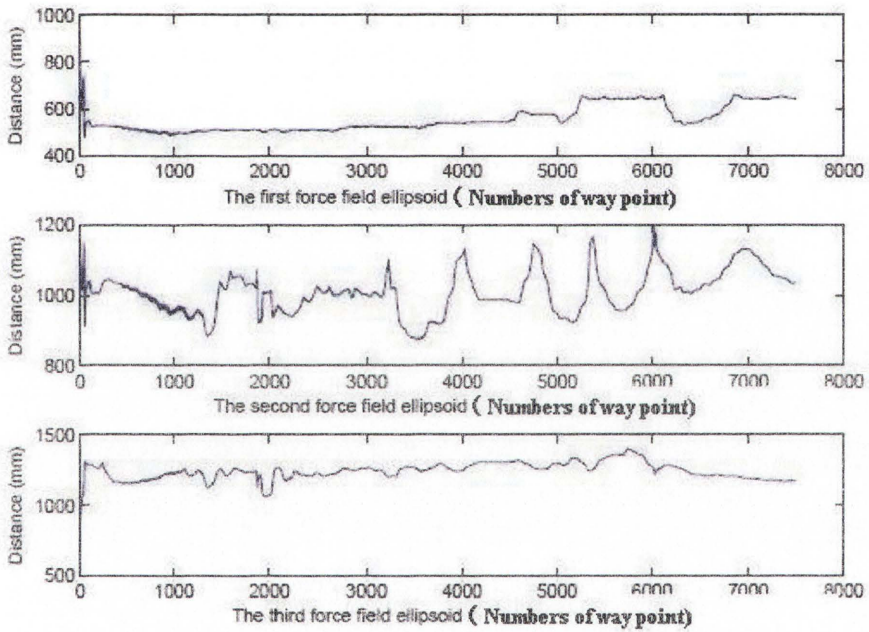 1000
800
600
400
Distance (mm)
0 1000 2000 3000 4000 5000 6000 7000 8000
The first force field ellipsoid ( Numbers of way point)
1200
1000
800
Distance (mm)
0 1000 2000 3000 4000 5000 6000 7000 8000
The second force field ellipsoid ( Numbers of way point)
1500
1000
500
Distance (mm)
0 1000 2000 3000 4000 5000 6000 7000 8000
The third force field ellipsoid ( Numbers of way point)